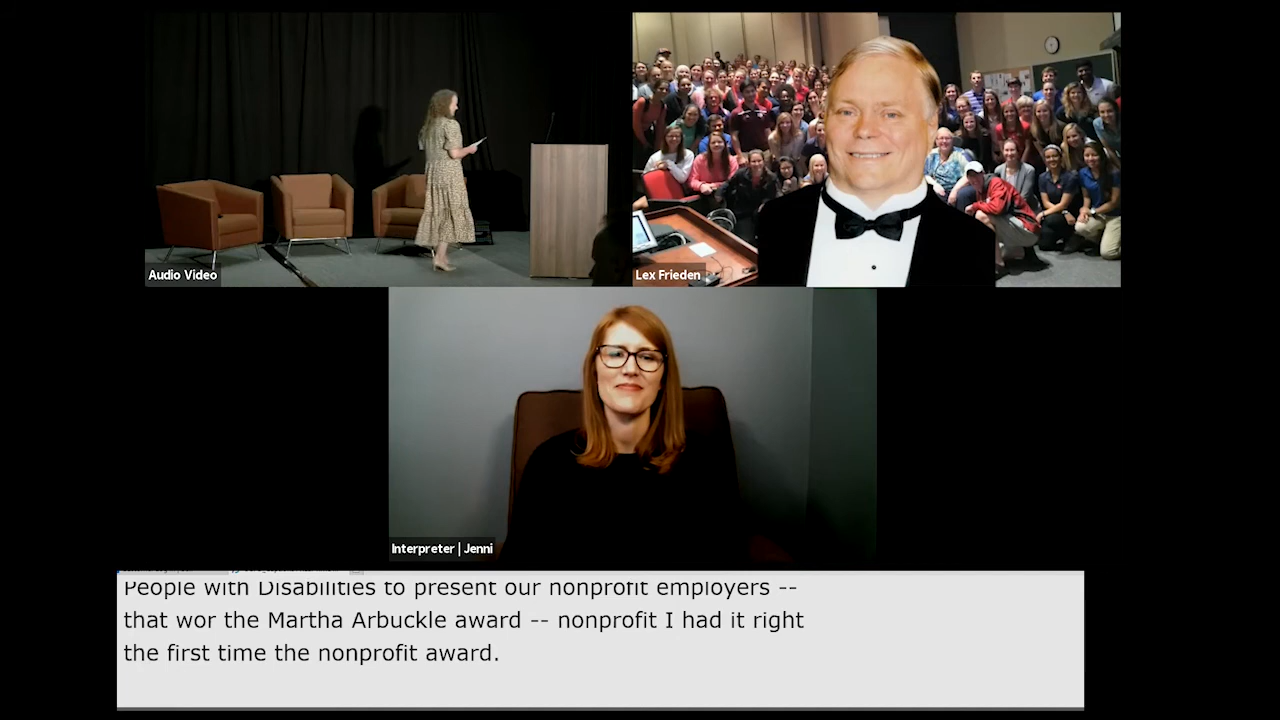 Audio Video
Lex Frieden
Interpreter | Jenni
People with Disabilities to present our nonprofit employers --
that wor the Martha Arbuckle award -- nonprofit I had it right
the first time the nonprofit award.